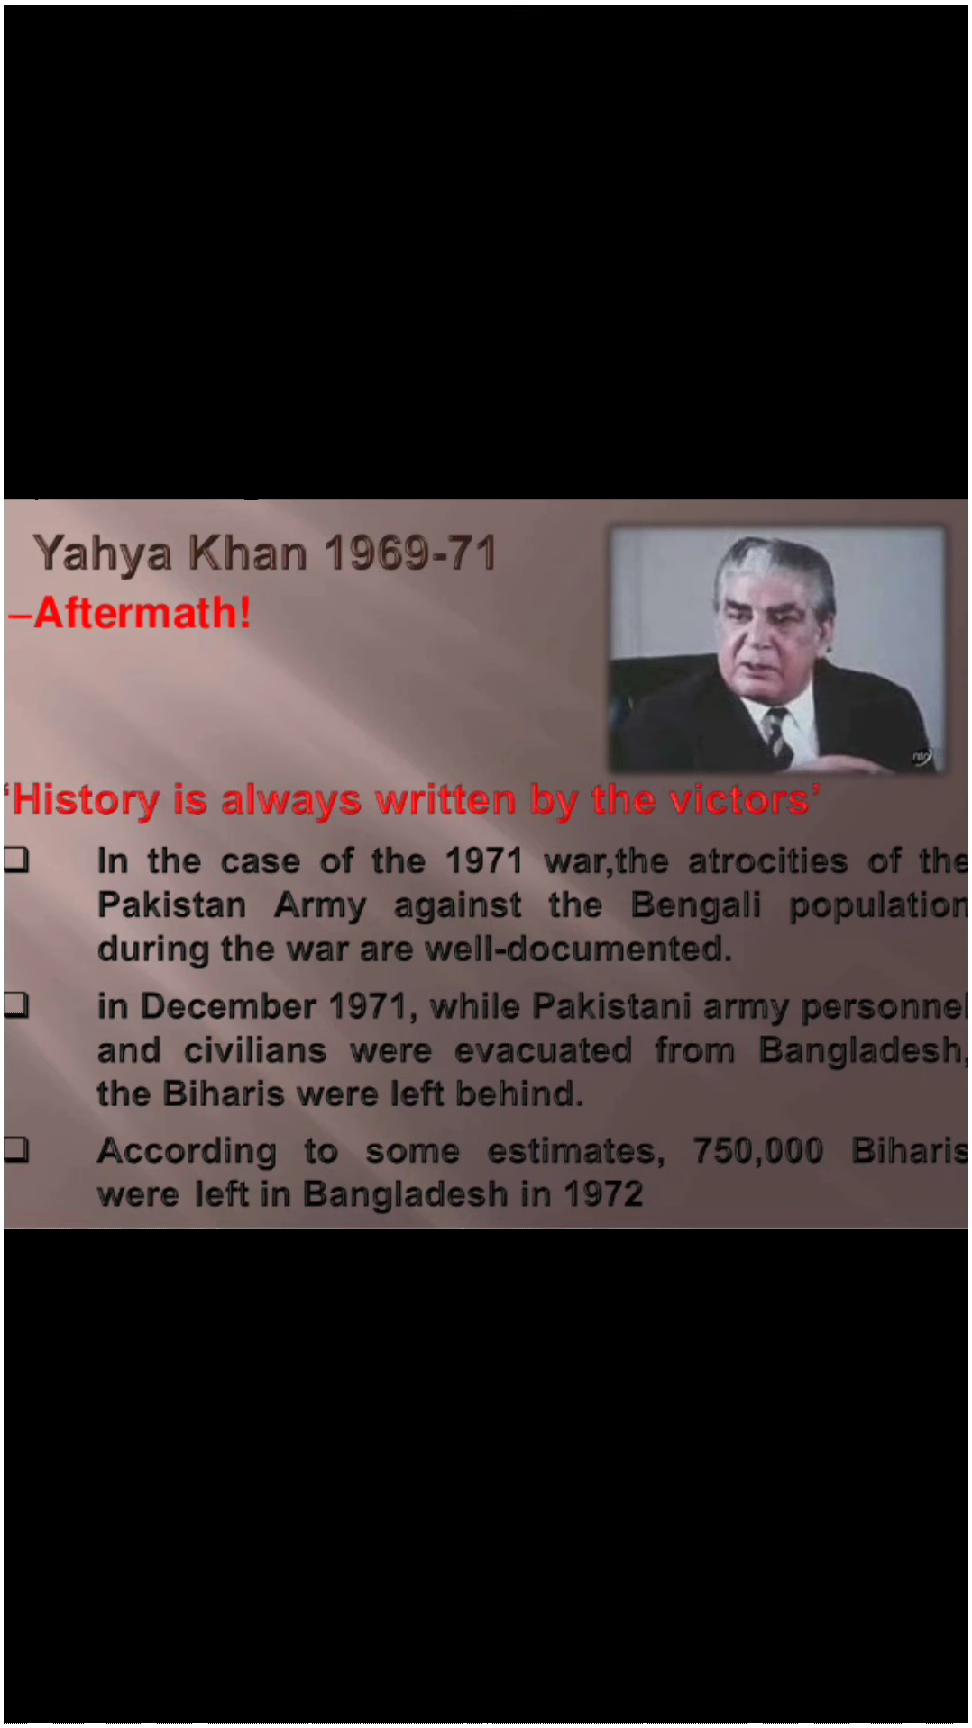 Yahya Khan 1969-71
–Aftermath!
'History is always written by the victors'
❑ In the case of the 1971 war,the atrocities of the
Pakistan Army against the Bengali population
during the war are well-documented.
❑ in December 1971, while Pakistani army personnel
and civilians were evacuated from Bangladesh,
the Biharis were left behind.
❑ According to some estimates, 750,000 Biharis
were left in Bangladesh in 1972